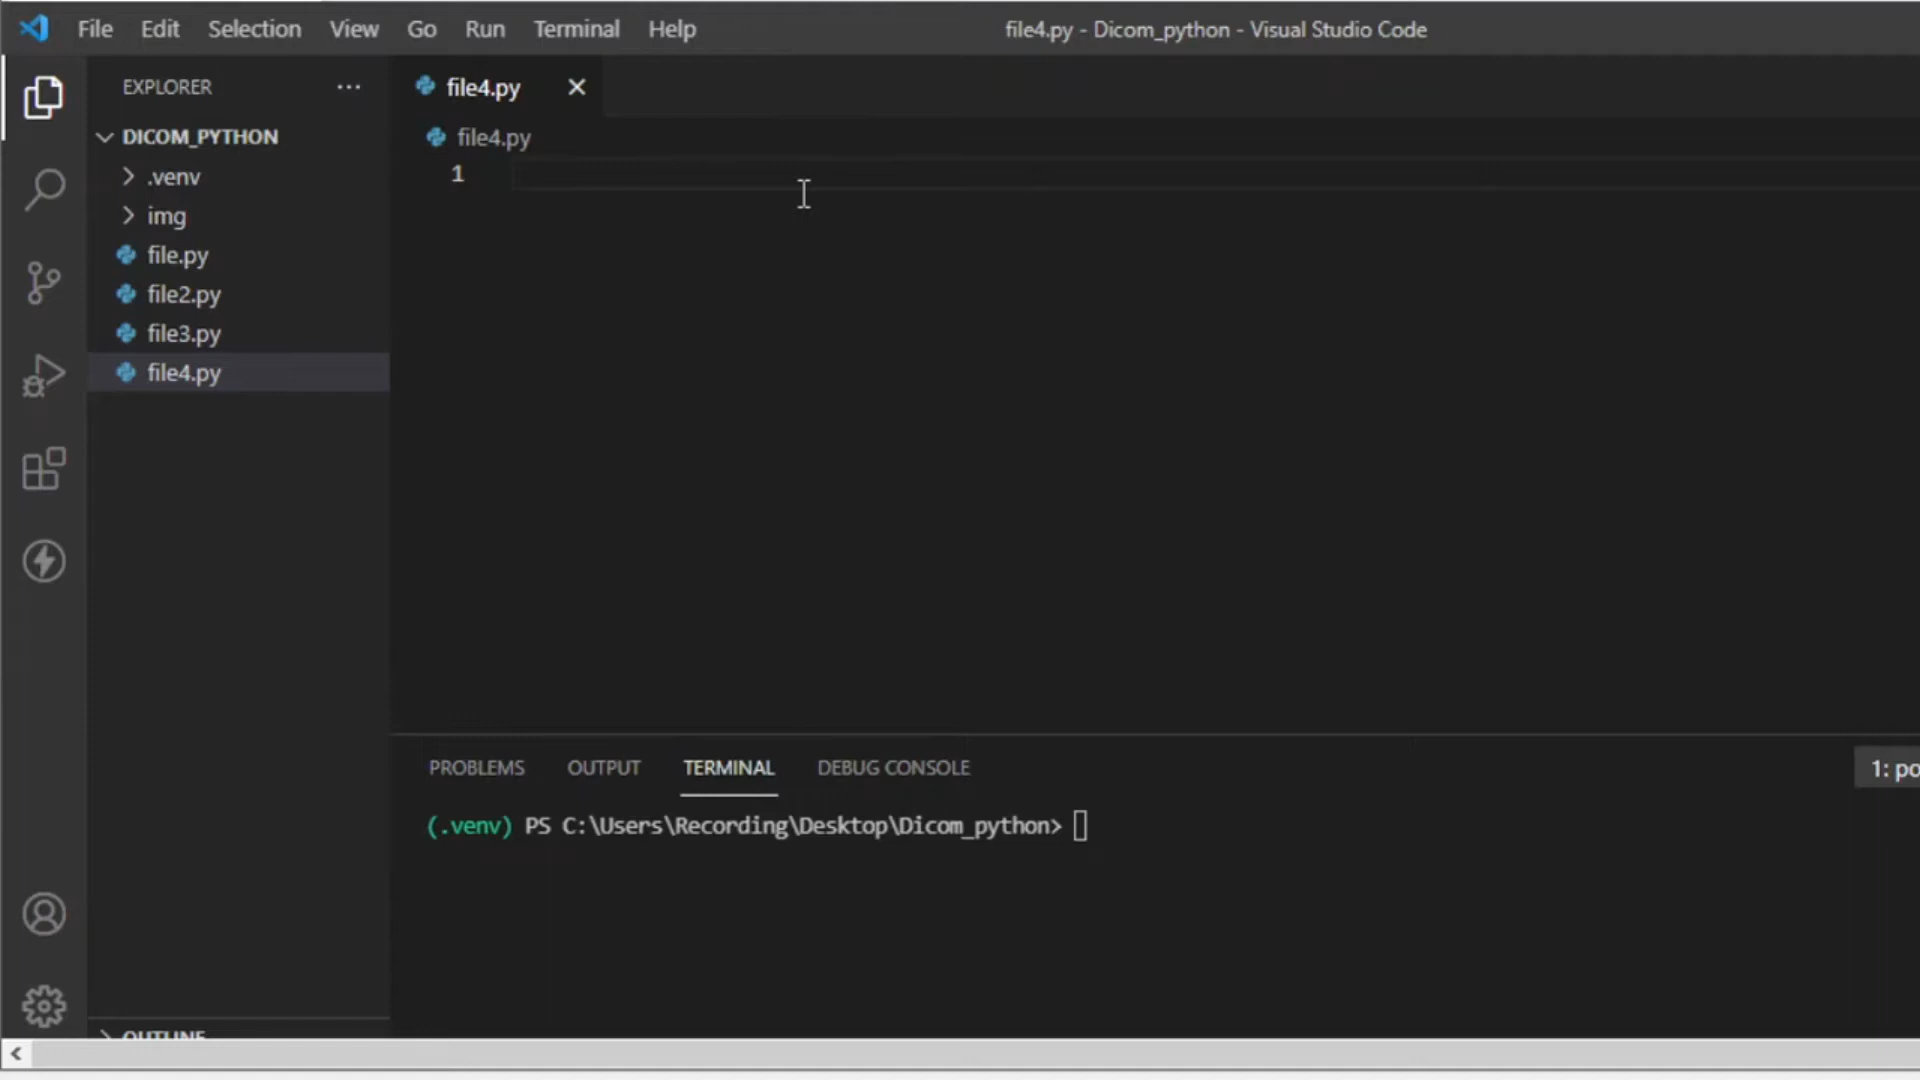 File Edit Selection View Go Run Terminal Help
file4.py - Dicom_python - Visual Studio Code
EXPLORER
DICOM_PYTHON
.venv
img
file.py
file2.py
file3.py
file4.py
OUTLINE
file4.py
file4.py
1
PROBLEMS OUTPUT TERMINAL DEBUG CONSOLE
1: po
(.venv) PS C:\Users\Recording\Desktop\Dicom_python>